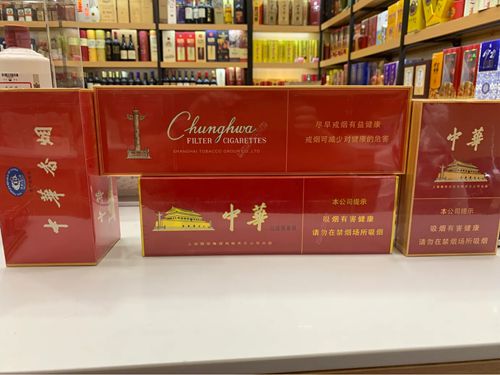 Chunghwa
FILTER CIGARETTES
SHANGHAI TOBACCO GROUP CO.,LTD
尽早戒烟有益健康
戒烟可减少对健康的危害
中华香烟
中華
本公司提示
吸烟有害健康
请勿在禁烟场所吸烟
中華
本公司提示
吸烟有害健康
请勿在禁烟场所吸烟